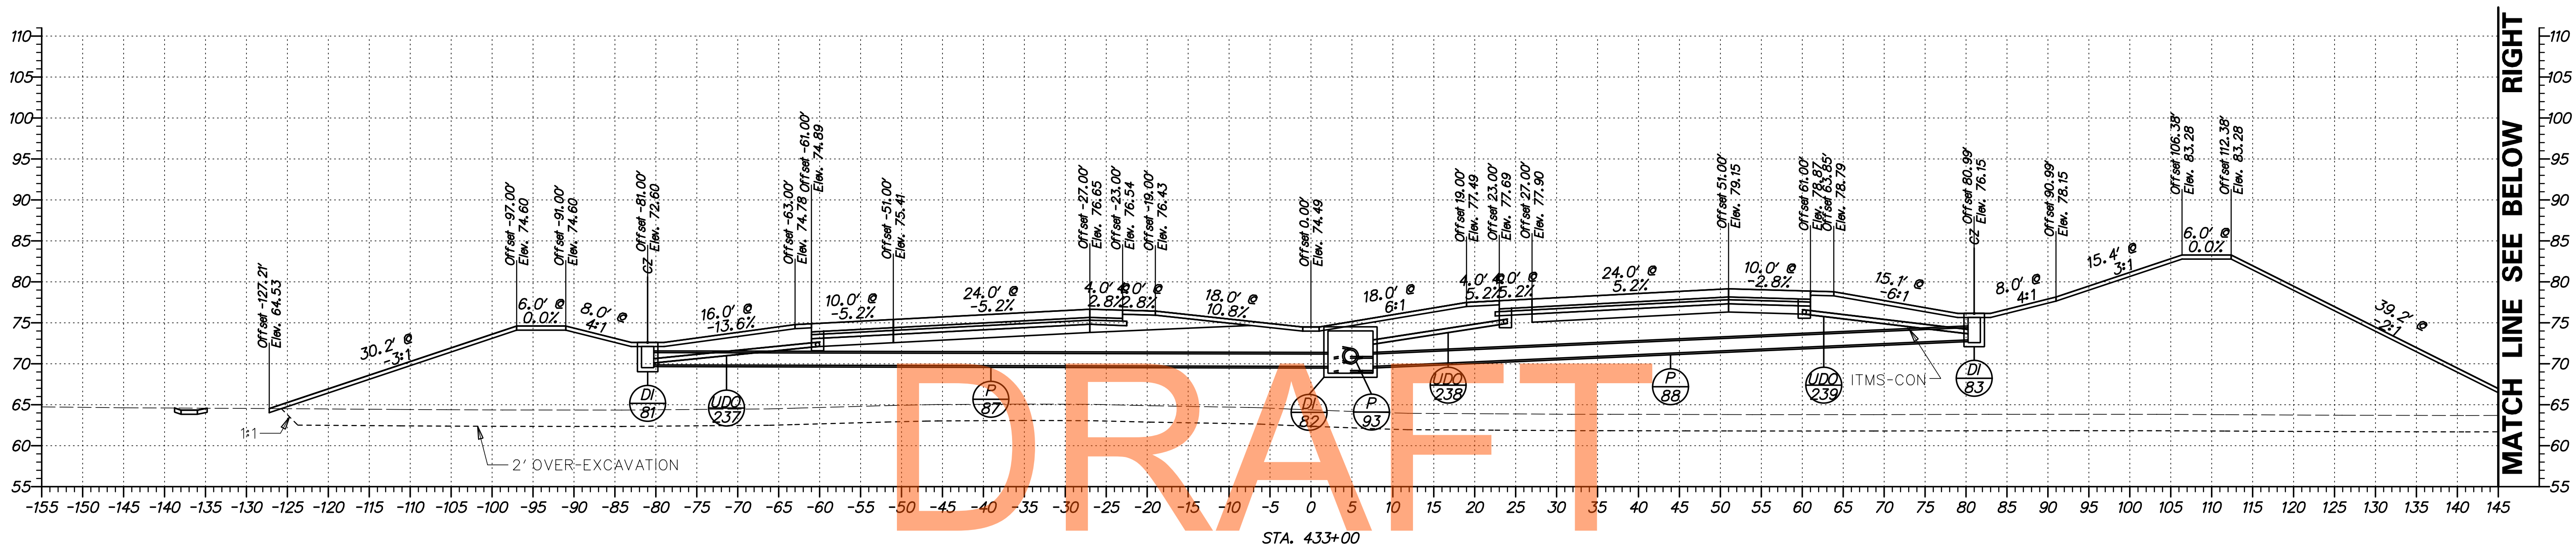 110
105
100
95
90
85
80
75
70
65
60
55
Offset -127.21'
Elev. 64.53
30.2' @
-3:1
Offset -97.00'
Elev. 74.60
6.0' @
0.0%
Offset -91.00'
Elev. 74.60
8.0' @
4:1
CZ Offset -81.00'
Elev. 72.60
16.0' @
-13.6%
Offset -63.00'
Elev. 74.78
Offset -61.00'
Elev. 74.89
10.0' @
-5.2%
Offset -51.00'
Elev. 75.41
24.0' @
-5.2%
Offset -27.00'
Elev. 76.65
4.0' @
2.8%
Offset -23.00'
Elev. 76.54
4.0' @
2.8%
Offset -19.00'
Elev. 76.43
18.0' @
10.8%
Offset 0.00'
Elev. 74.49
18.0' @
6:1
Offset 19.00'
Elev. 77.49
4.0' @
5.2%
Offset 23.00'
Elev. 77.69
4.0' @
5.2%
Offset 27.00'
Elev. 77.90
24.0' @
5.2%
Offset 51.00'
Elev. 79.15
10.0' @
-2.8%
Offset 61.00'
Elev. 78.87
Offset 63.85'
Elev. 78.79
15.1' @
-6:1
CZ Offset 80.99'
Elev. 76.15
8.0' @
4:1
Offset 90.99'
Elev. 78.15
15.4' @
3:1
Offset 106.38'
Elev. 83.28
6.0' @
0.0%
Offset 112.38'
Elev. 83.28
39.2' @
-2:1
MATCH LINE SEE BELOW RIGHT
110
105
100
95
90
85
80
75
70
65
60
55
DI
81
UDO
237
P
87
DI
82
P
93
UDO
238
P
88
UDO
239
ITMS-CON
DI
83
1:1
2' OVER-EXCAVATION
DRAFT
-155 -150 -145 -140 -135 -130 -125 -120 -115 -110 -105 -100 -95 -90 -85 -80 -75 -70 -65 -60 -55 -50 -45 -40 -35 -30 -25 -20 -15 -10 -5 0 5 10 15 20 25 30 35 40 45 50 55 60 65 70 75 80 85 90 95 100 105 110 115 120 125 130 135 140 145
STA. 433+00